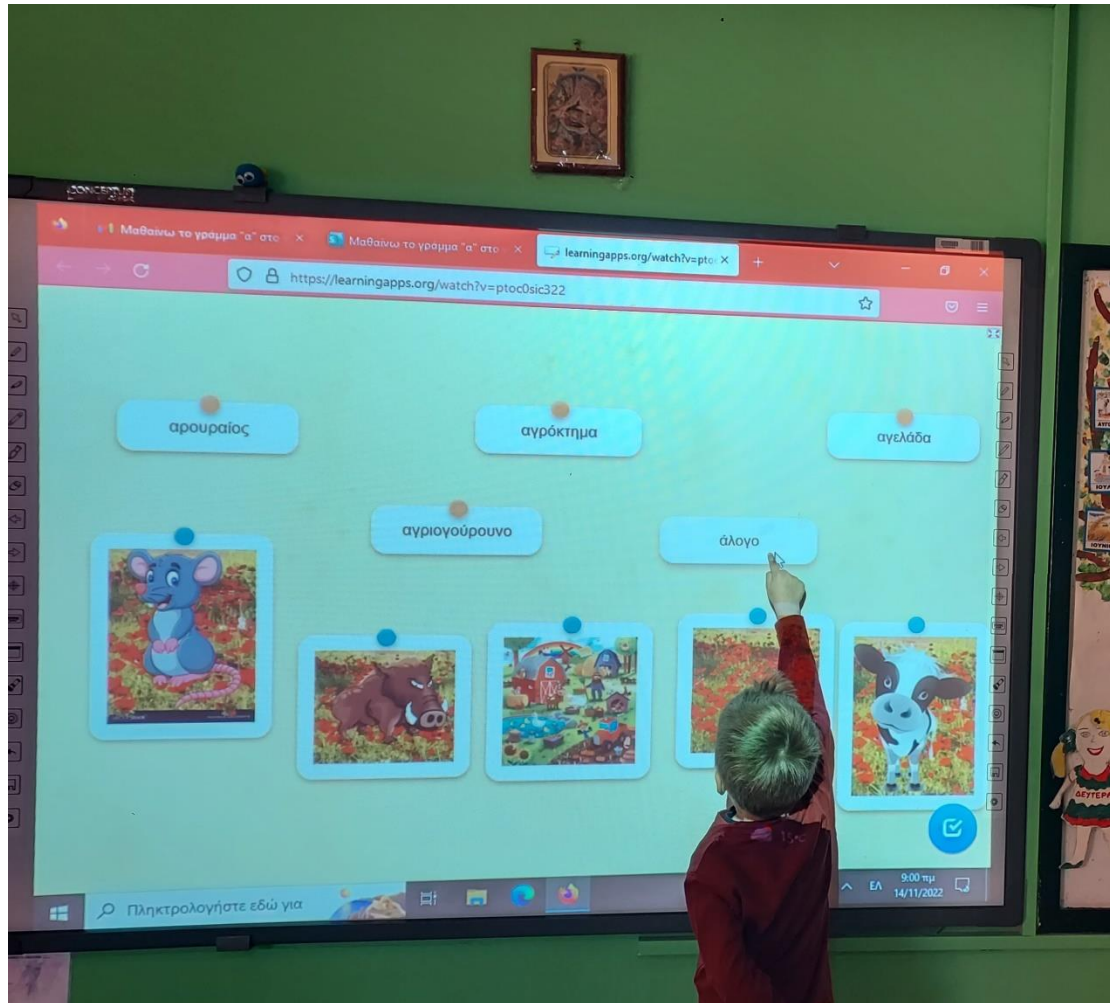 Μαθαίνω το γράμμα "α" στο
Μαθαίνω το γράμμα "α" στο
learningapps.org/watch?v=ptoc
https://learningapps.org/watch?v=ptoc0sic322
αρουραίος
αγρόκτημα
αγελάδα
αγριογούρουνο
άλογο
Πληκτρολογήστε εδώ για
ΕΛ
9:00 πμ
14/11/2022
ΔΕΥΤΕΡΑ